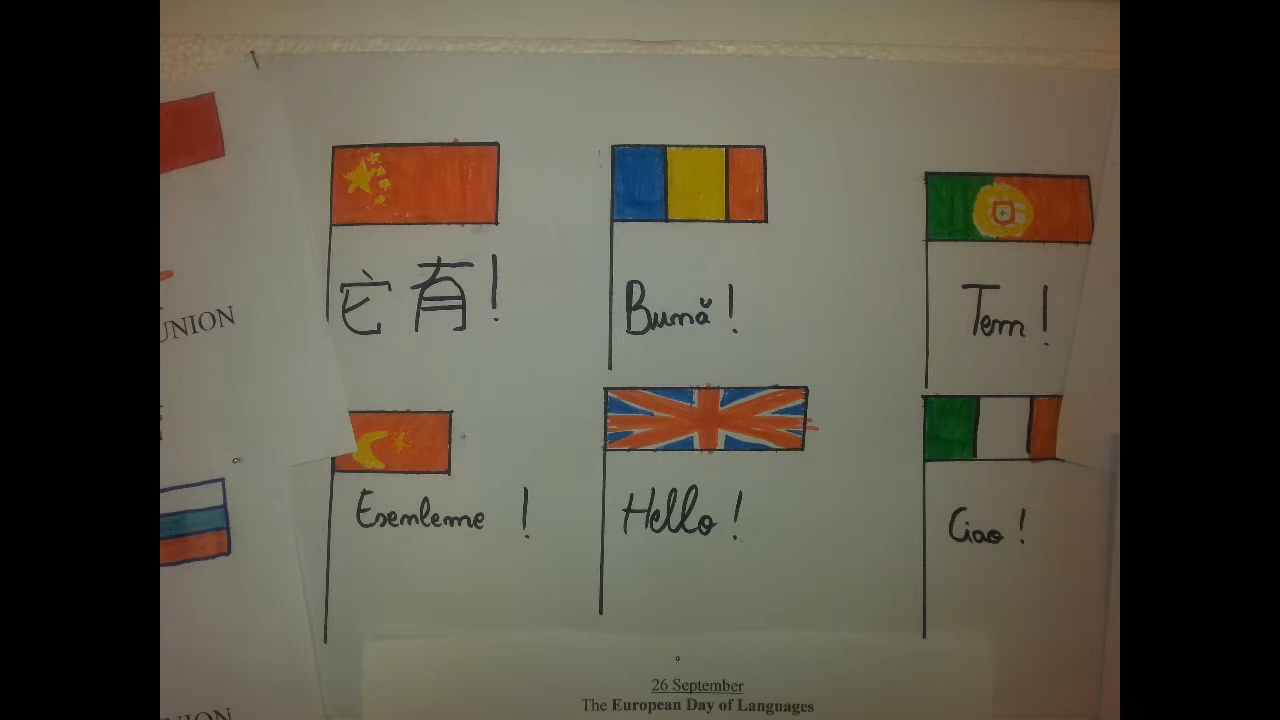 它有!
Bună!
Tem!
UNION
Esenleme !
Hello!
Ciao!
26 September
The European Day of Languages
UNION